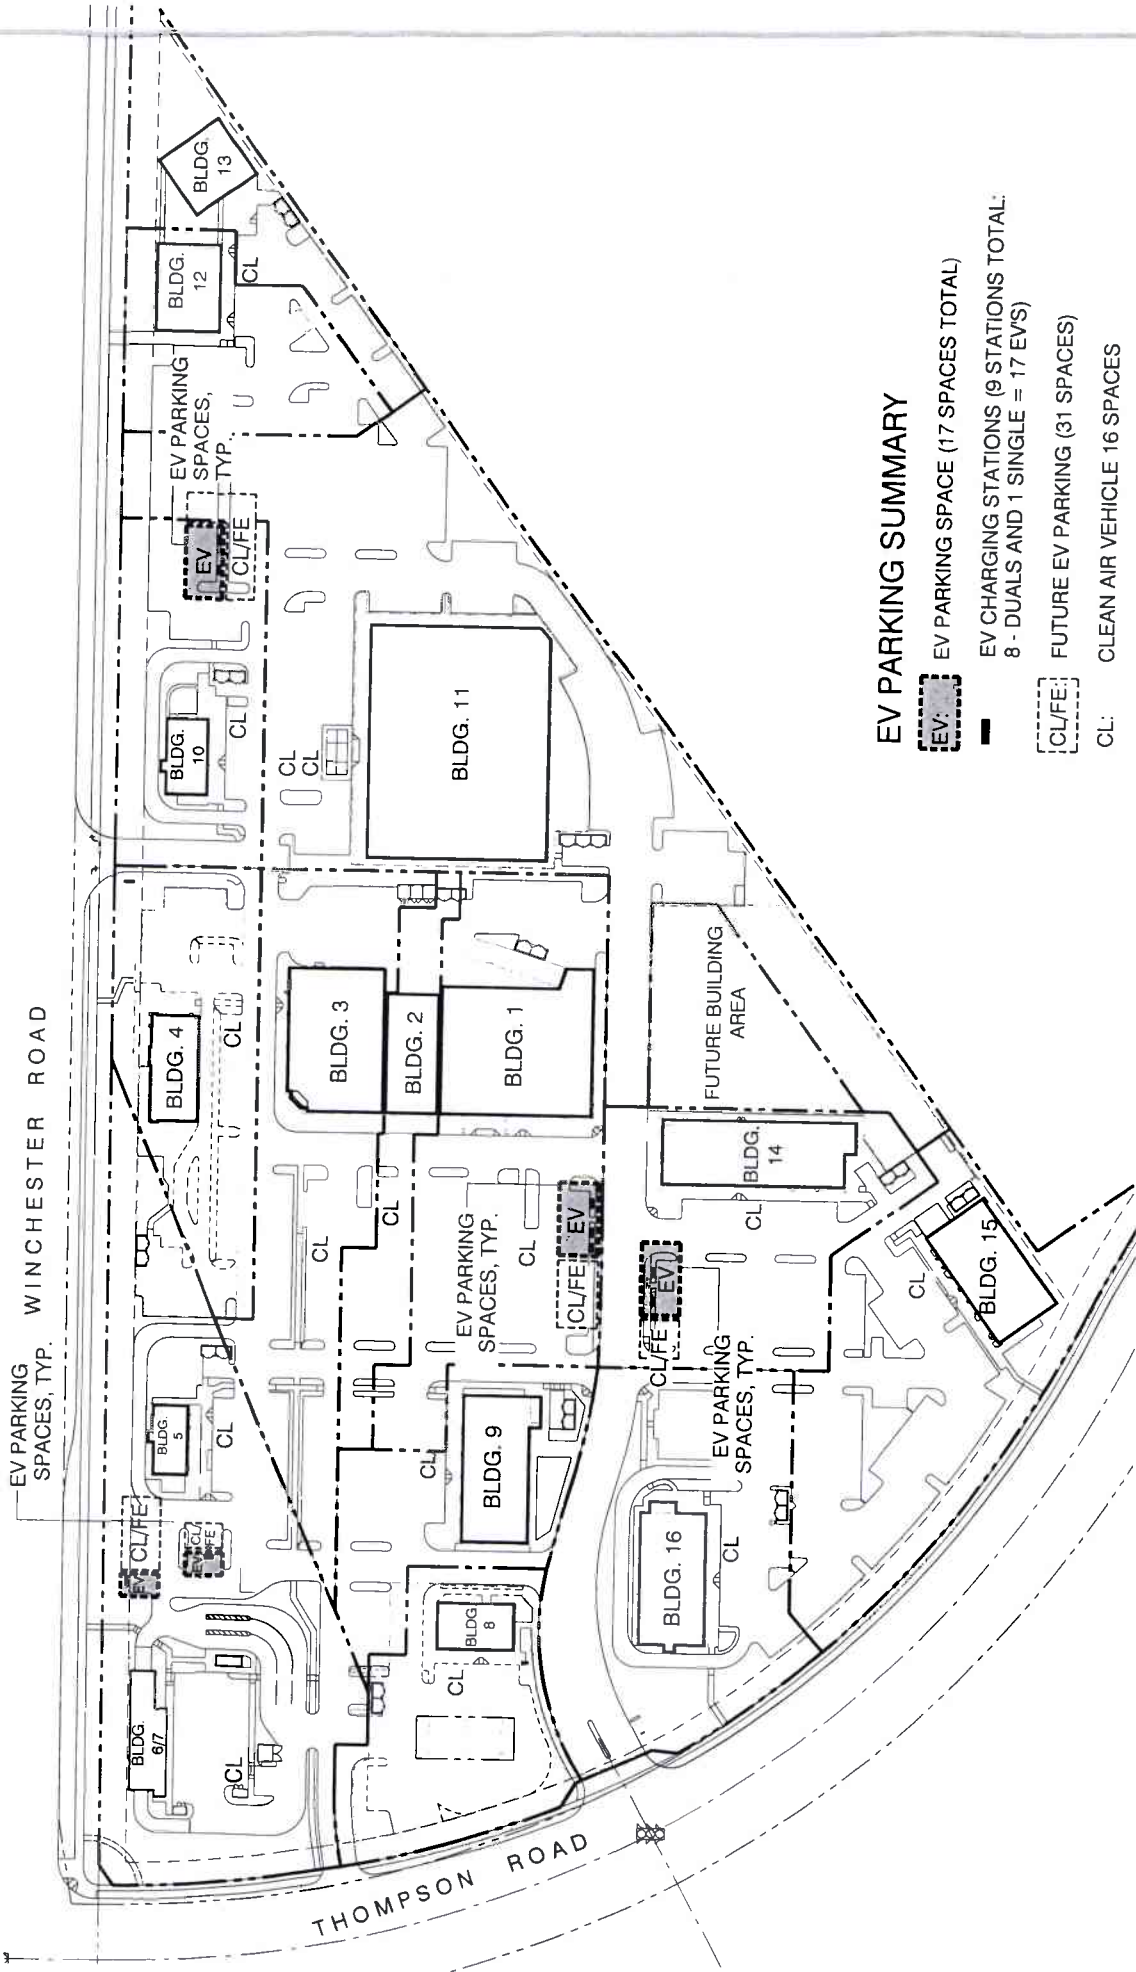 WINCHESTER ROAD
EV PARKING
SPACES, TYP.
BLDG.
6/7
CL
EV
CL/FE
EV
CL/
FE
BLDG.
5
CL
BLDG. 4
CL
BLDG.
10
CL
EV
CL/FE
EV PARKING
SPACES,
TYP.
BLDG.
12
CL
BLDG.
13
CL
CL
CL
CL
BLDG. 3
BLDG. 2
BLDG. 1
BLDG. 11
BLDG.
8
CL
BLDG. 9
CL
EV PARKING
SPACES, TYP.
CL
CL/FE
EV
BLDG. 16
CL
EV PARKING
SPACES, TYP.
CL/FE
EV
BLDG.
14
CL
FUTURE BUILDING
AREA
BLDG. 15
CL
THOMPSON ROAD
EV PARKING SUMMARY
EV: EV PARKING SPACE (17 SPACES TOTAL)
EV CHARGING STATIONS (9 STATIONS TOTAL:
8 - DUALS AND 1 SINGLE = 17 EV'S)
CL/FE: FUTURE EV PARKING (31 SPACES)
CL: CLEAN AIR VEHICLE 16 SPACES